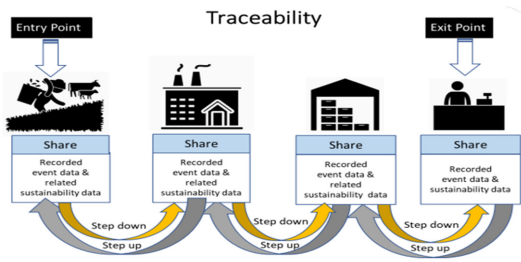 Traceability
Entry Point
Exit Point
Share
Recorded
event data &
related
sustainability data
Share
Recorded
event data &
related
sustainability data
Share
Recorded
event data &
related
sustainability data
Share
Recorded
event data &
sustainability data
Step down
Step up
Step down
Step up
Step down
Step up